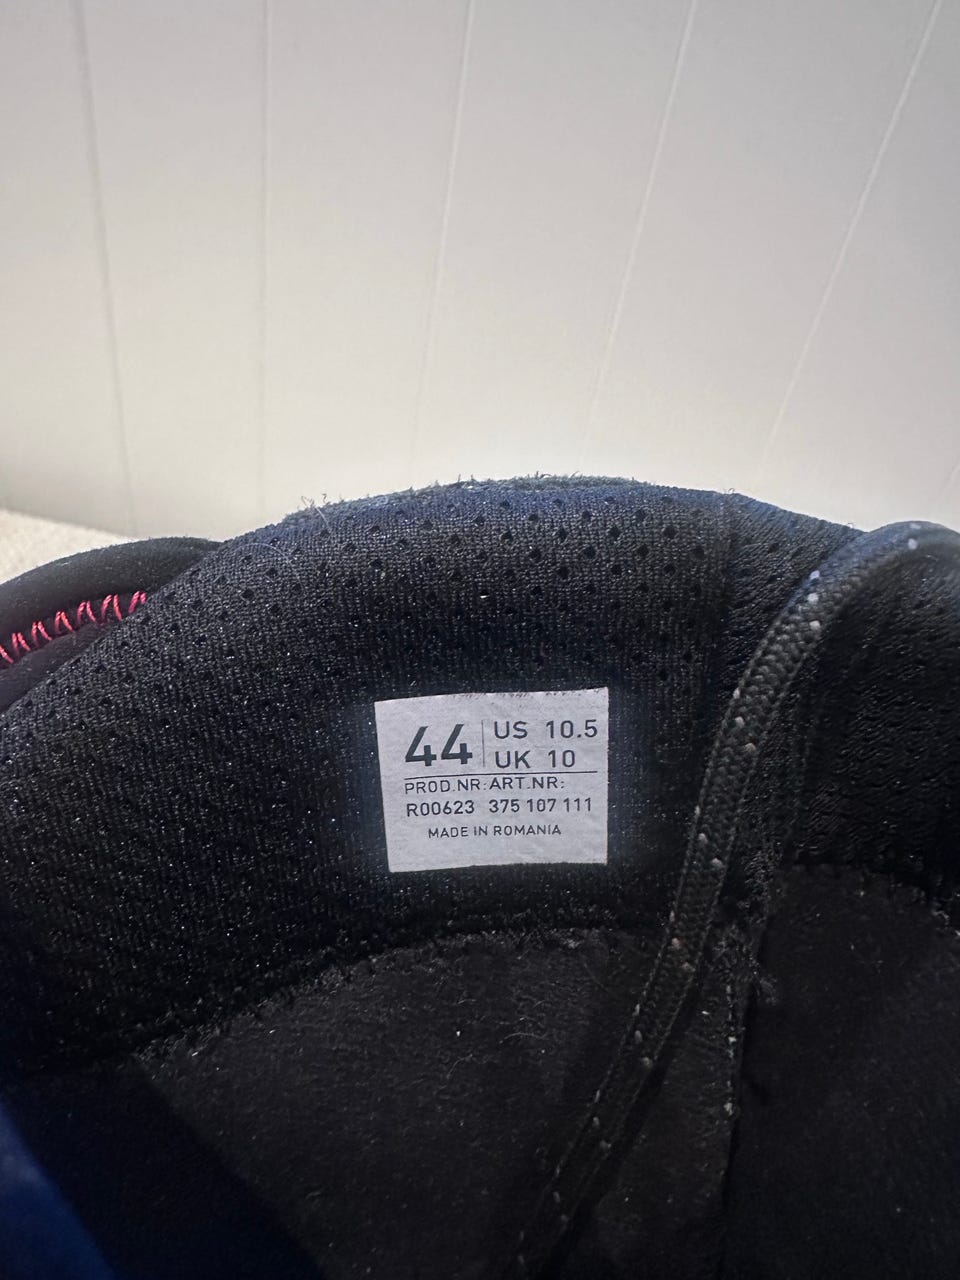 44 US 10.5
UK 10
PROD.NR: ART.NR:
R00623 375 107 111
MADE IN ROMANIA